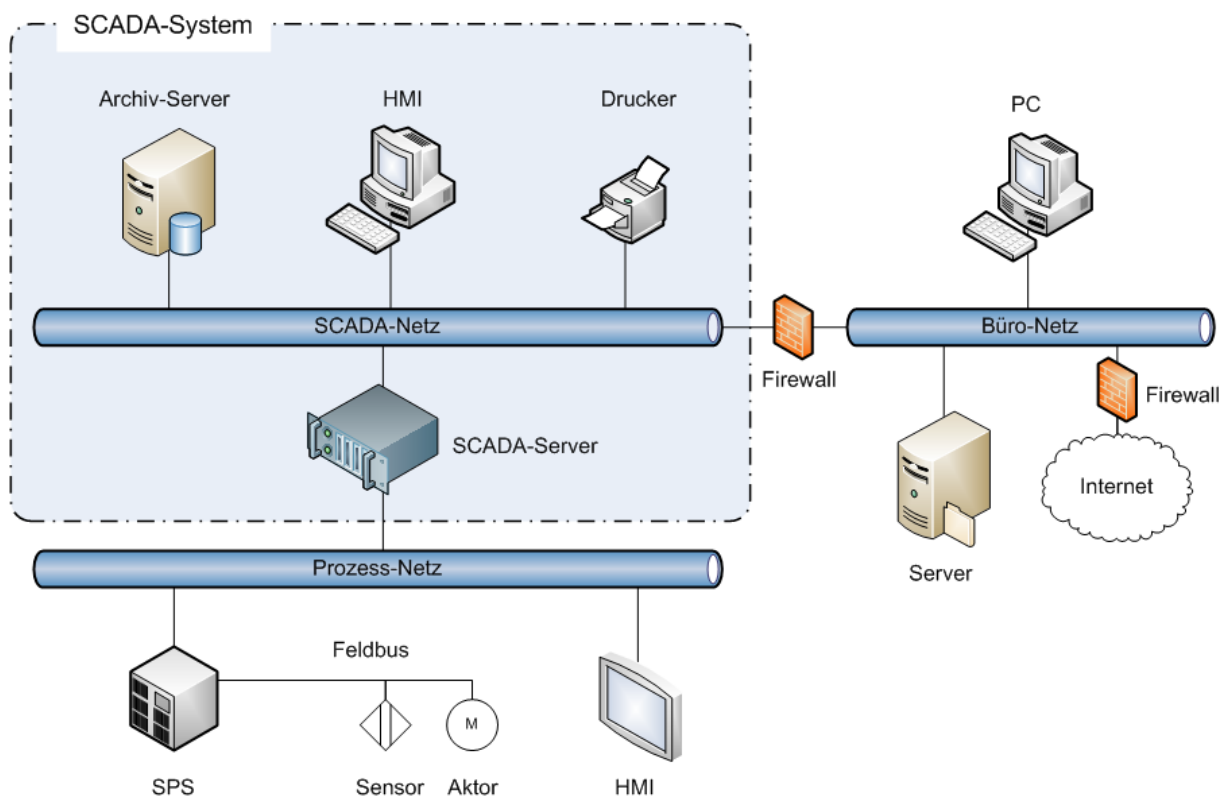 SCADA-System
Archiv-Server
HMI
Drucker
PC
SCADA-Netz
Büro-Netz
Firewall
Firewall
SCADA-Server
Internet
Server
Prozess-Netz
Feldbus
M
SPS
Sensor
Aktor
HMI